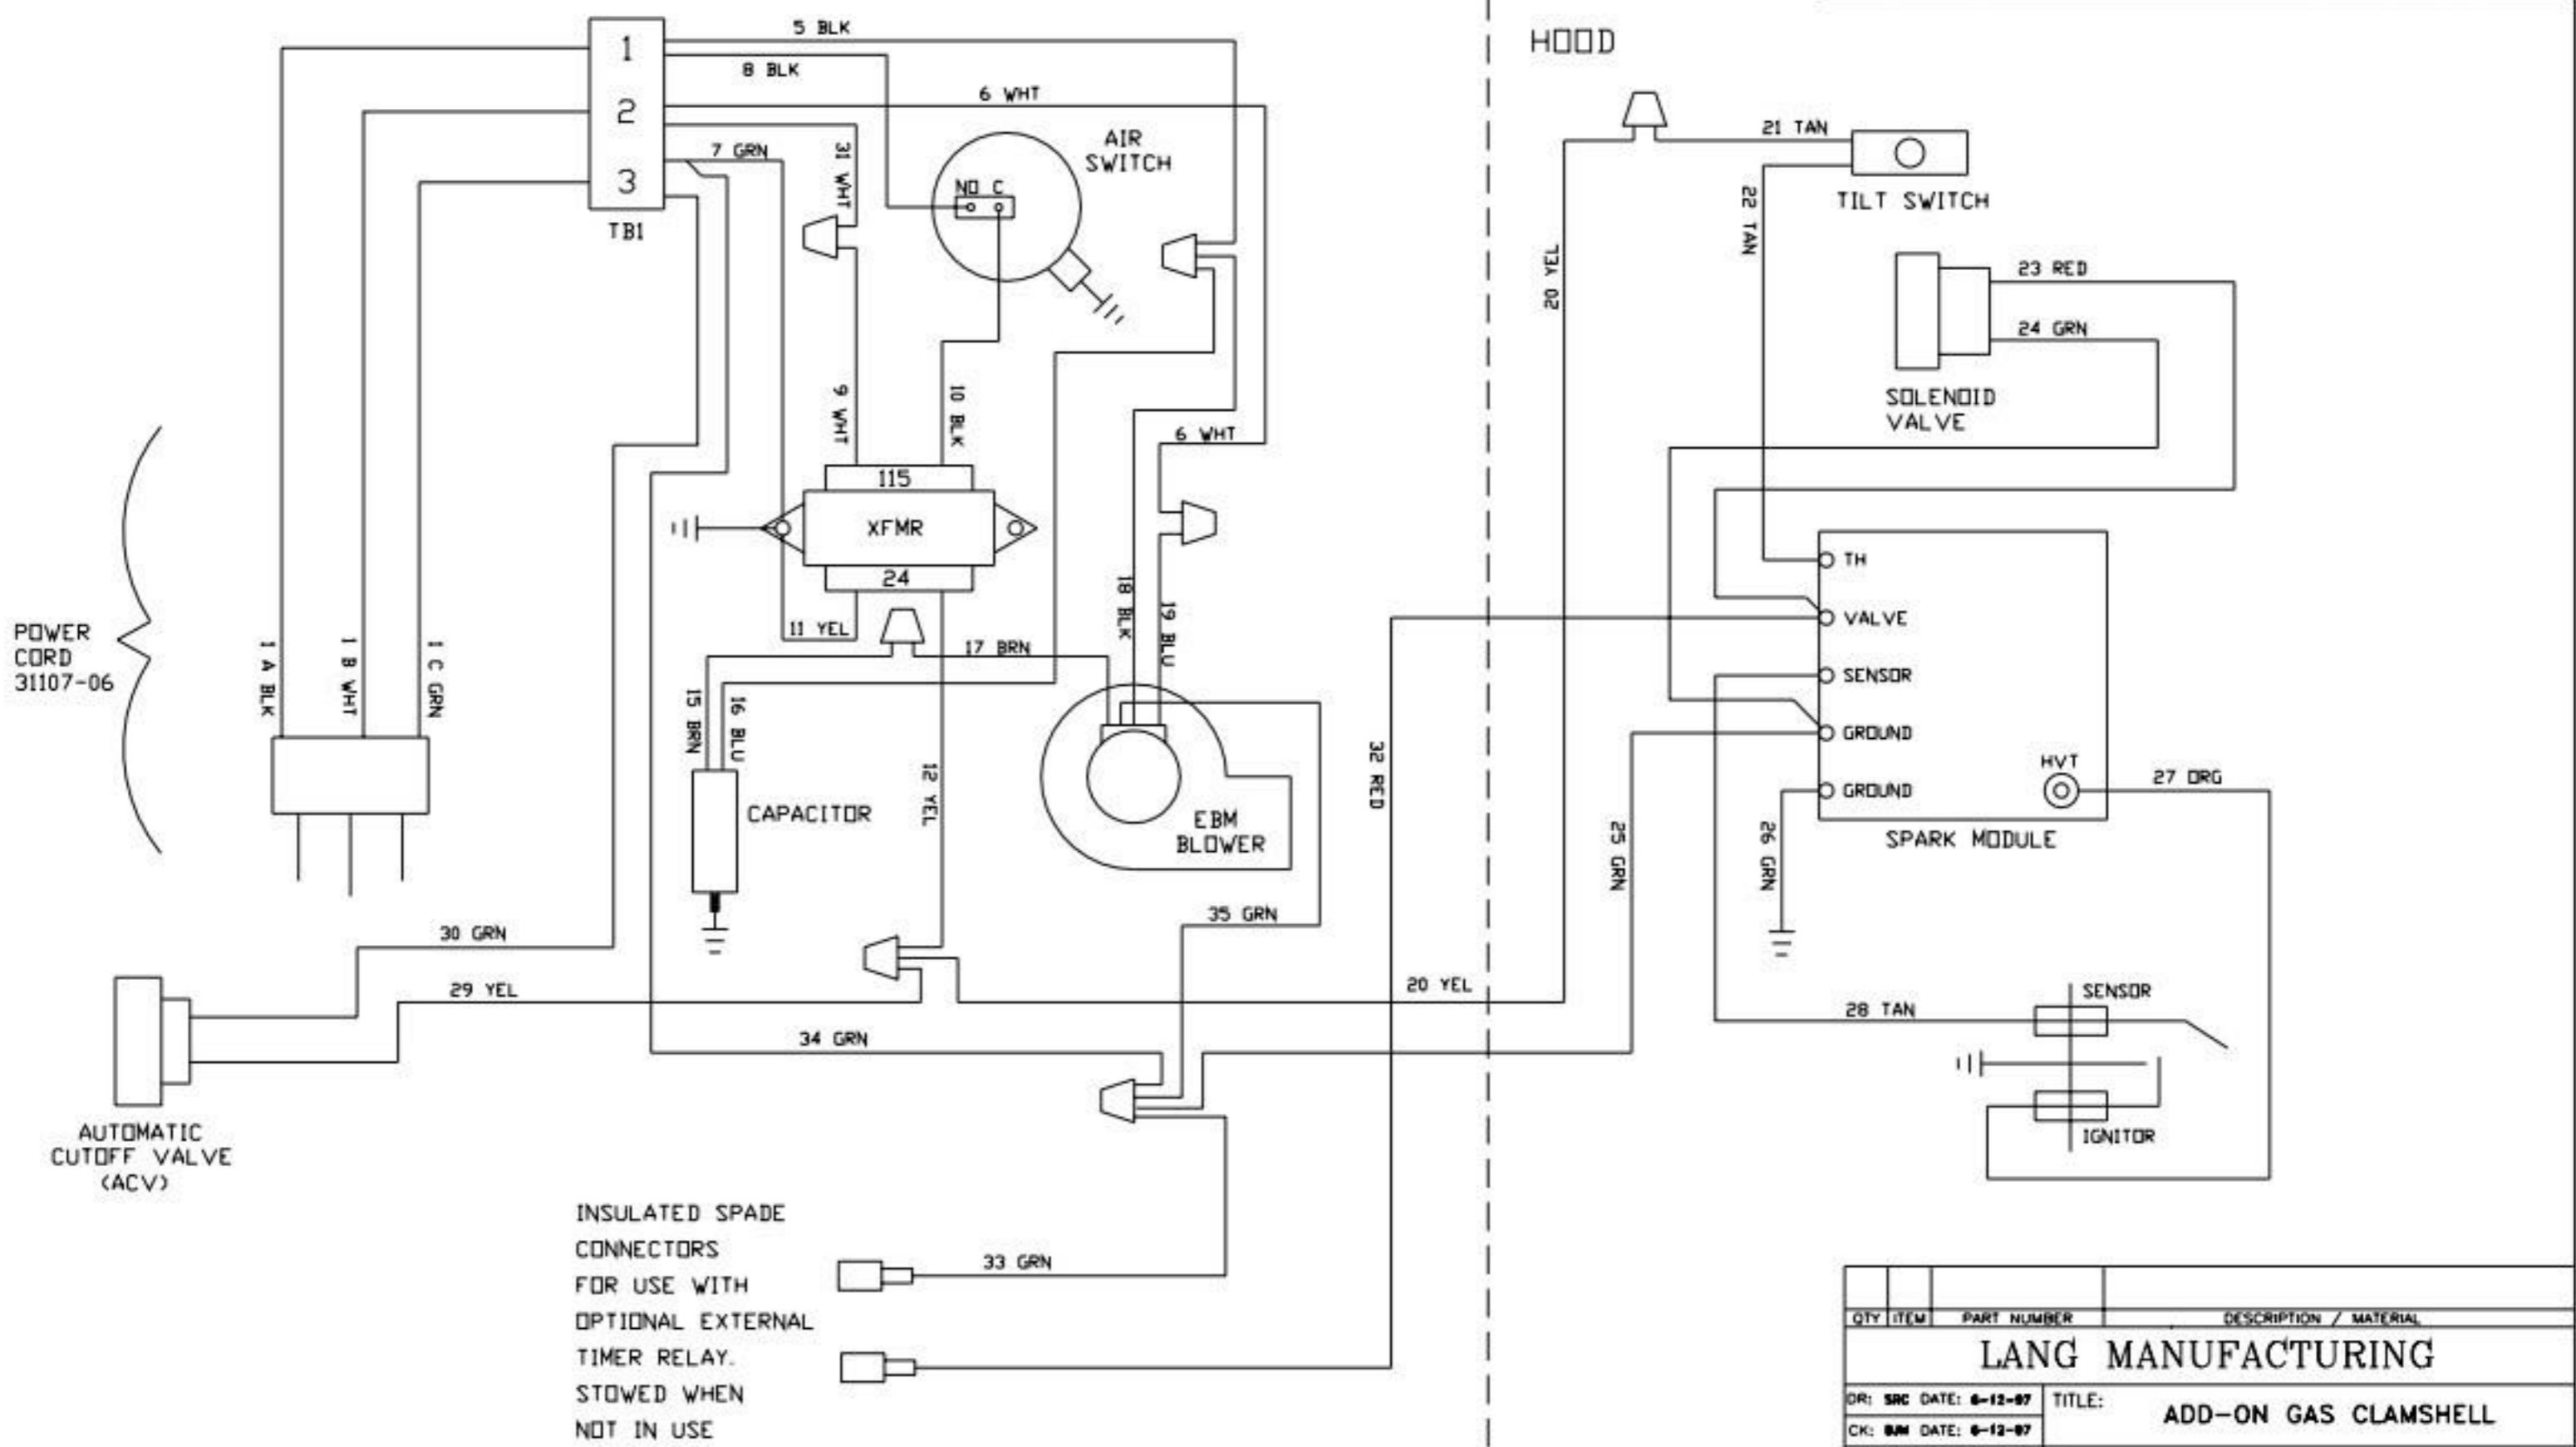 5 BLK
8 BLK
6 WHT
1
2
3
TB1
7 GRN
31 WHT
AIR
SWITCH
NO C
HOOD
21 TAN
TILT SWITCH
22 TAN
20 YEL
23 RED
24 GRN
SOLENOID
VALVE
9 WHT
10 BLK
6 WHT
115
XFMR
24
11 YEL
17 BRN
18 BLK
19 BLU
POWER
CORD
31107-06
1 A BLK
1 B WHT
1 C GRN
15 BRN
16 BLU
CAPACITOR
12 YEL
EBM
BLOWER
32 RED
TH
VALVE
SENSOR
GROUND
GROUND
HVT
27 ORG
SPARK MODULE
25 GRN
26 GRN
30 GRN
35 GRN
29 YEL
20 YEL
34 GRN
28 TAN
SENSOR
IGNITOR
AUTOMATIC
CUTOFF VALVE
(ACV)
INSULATED SPADE
CONNECTORS
FOR USE WITH
OPTIONAL EXTERNAL
TIMER RELAY.
STOWED WHEN
NOT IN USE
33 GRN
QTY ITEM PART NUMBER DESCRIPTION / MATERIAL
LANG MANUFACTURING
DR: SRC DATE: 6-12-97 TITLE:
ADD-ON GAS CLAMSHELL
CK: DATE: 6-12-97